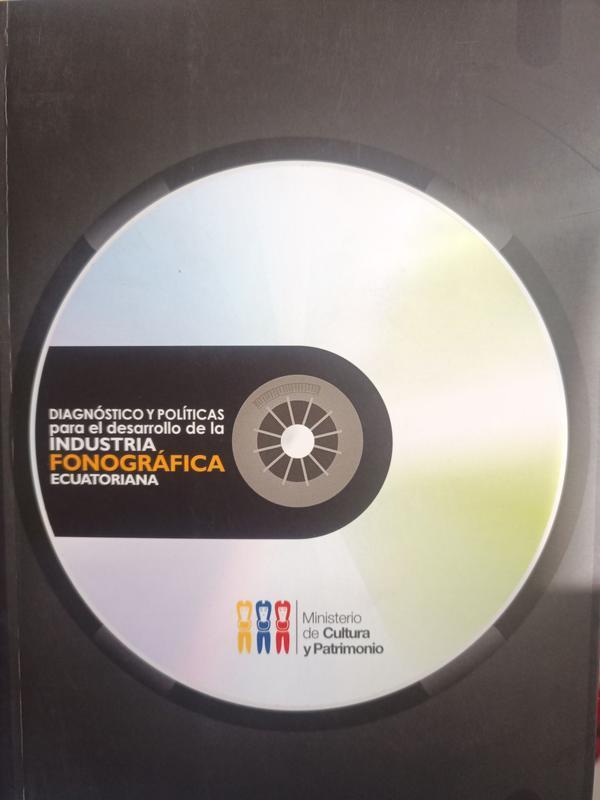 DIAGNÓSTICO Y POLÍTICAS
para el desarrollo de la
INDUSTRIA
FONOGRÁFICA
ECUATORIANA
Ministerio
de Cultura
y Patrimonio